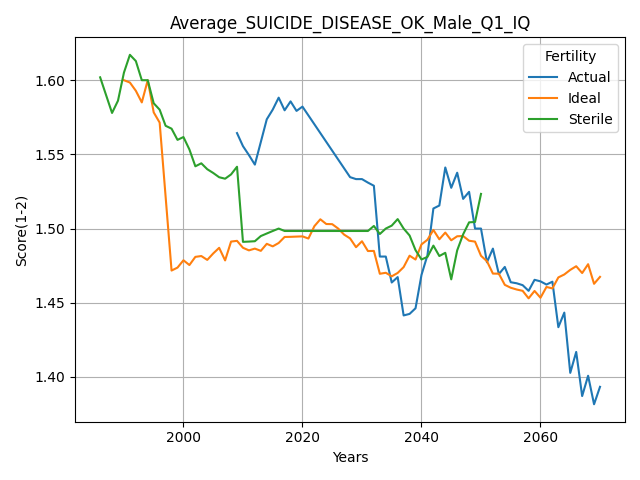 Average_SUICIDE_DISEASE_OK_Male_Q1_IQ
Fertility
Actual
Ideal
Sterile
Score(1-2)
1.60
1.55
1.50
1.45
1.40
2000
2020
2040
2060
Years